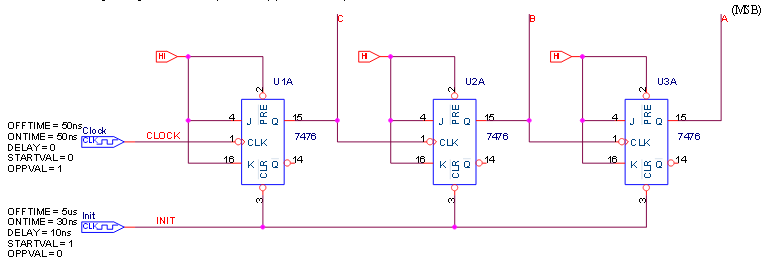 (MSB)
C
B
A
HI
HI
HI
U1A
U2A
U3A
2
PRE
4
J
Q
15
1
CLK
7476
16
K
CLR
Q
14
3
2
PRE
4
J
Q
15
1
CLK
7476
16
K
CLR
Q
14
3
2
PRE
4
J
Q
15
1
CLK
7476
16
K
CLR
Q
14
3
OFFTIME = 50ns
ONTIME = 50ns
DELAY = 0
STARTVAL = 0
OPPVAL = 1
Clock
CLK
CLOCK
OFFTIME = 5us
ONTIME = 30ns
DELAY = 10ns
STARTVAL = 1
OPPVAL = 0
Init
CLK
INIT